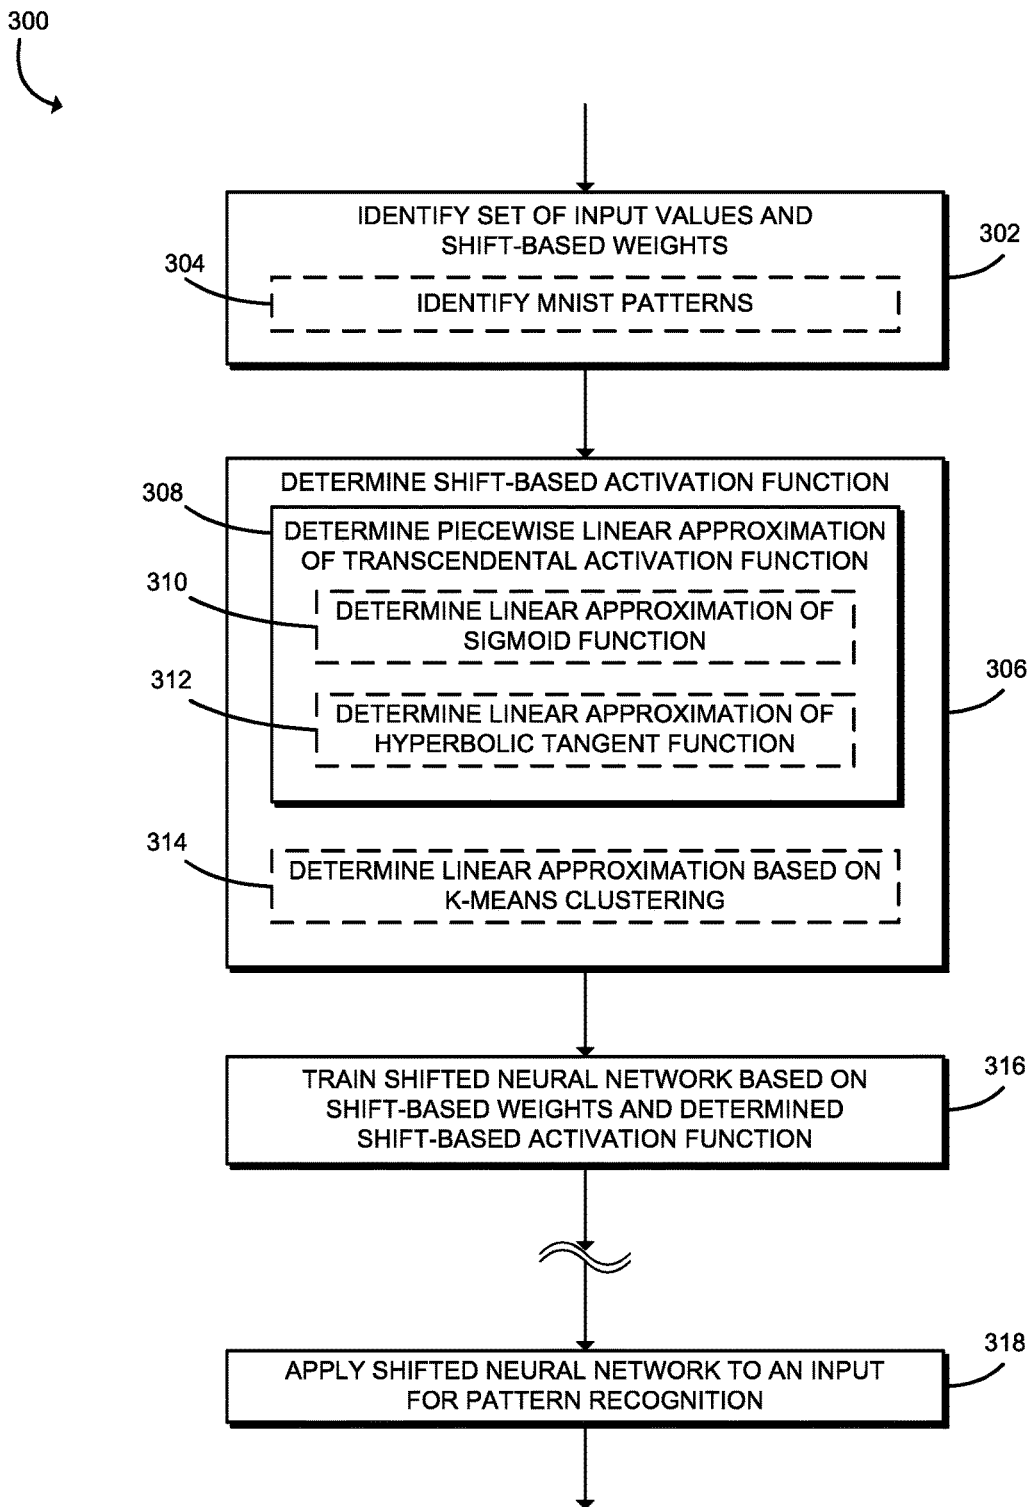 300
IDENTIFY SET OF INPUT VALUES AND
SHIFT-BASED WEIGHTS
302
304
IDENTIFY MNIST PATTERNS
DETERMINE SHIFT-BASED ACTIVATION FUNCTION
308
DETERMINE PIECEWISE LINEAR APPROXIMATION
OF TRANSCENDENTAL ACTIVATION FUNCTION
310
DETERMINE LINEAR APPROXIMATION OF
SIGMOID FUNCTION
312
306
DETERMINE LINEAR APPROXIMATION OF
HYPERBOLIC TANGENT FUNCTION
314
DETERMINE LINEAR APPROXIMATION BASED ON
K-MEANS CLUSTERING
316
TRAIN SHIFTED NEURAL NETWORK BASED ON
SHIFT-BASED WEIGHTS AND DETERMINED
SHIFT-BASED ACTIVATION FUNCTION
318
APPLY SHIFTED NEURAL NETWORK TO AN INPUT
FOR PATTERN RECOGNITION